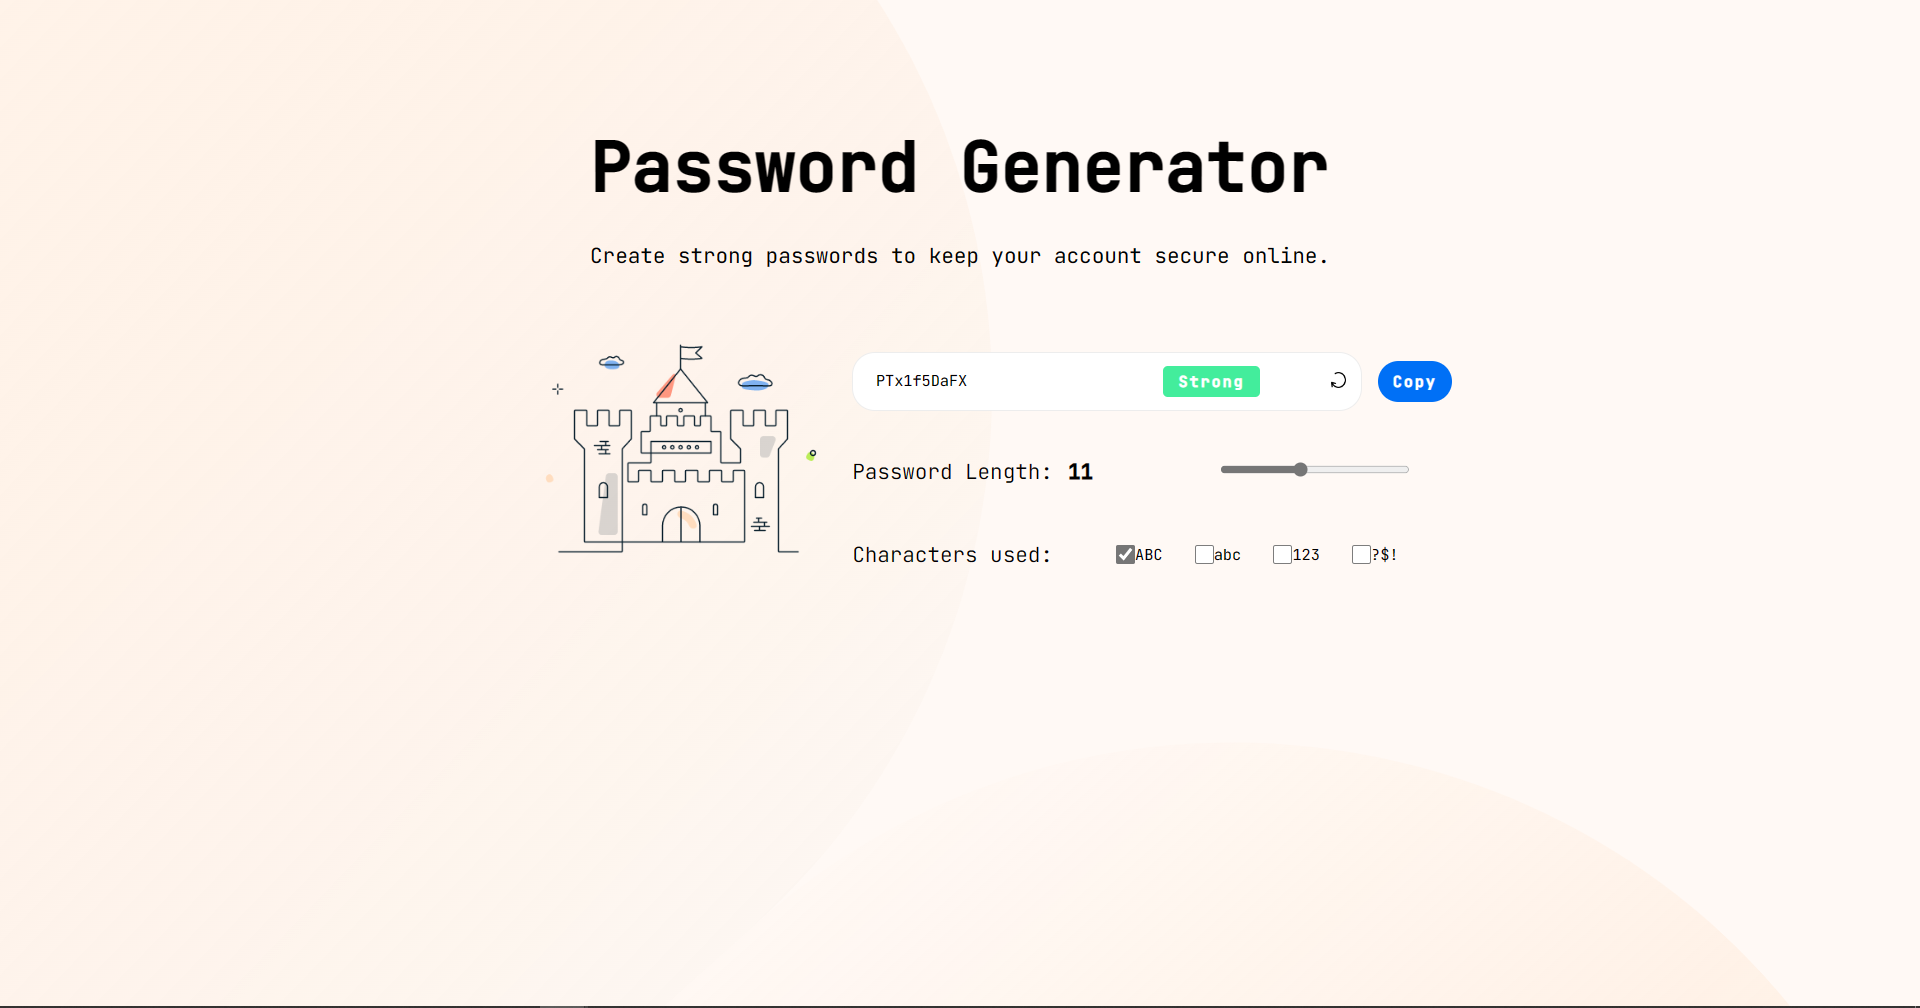 Password Generator
Create strong passwords to keep your account secure online.
PTx1f5DaFX Strong Copy
Password Length: 11
Characters used: ABC abc 123 ?$!